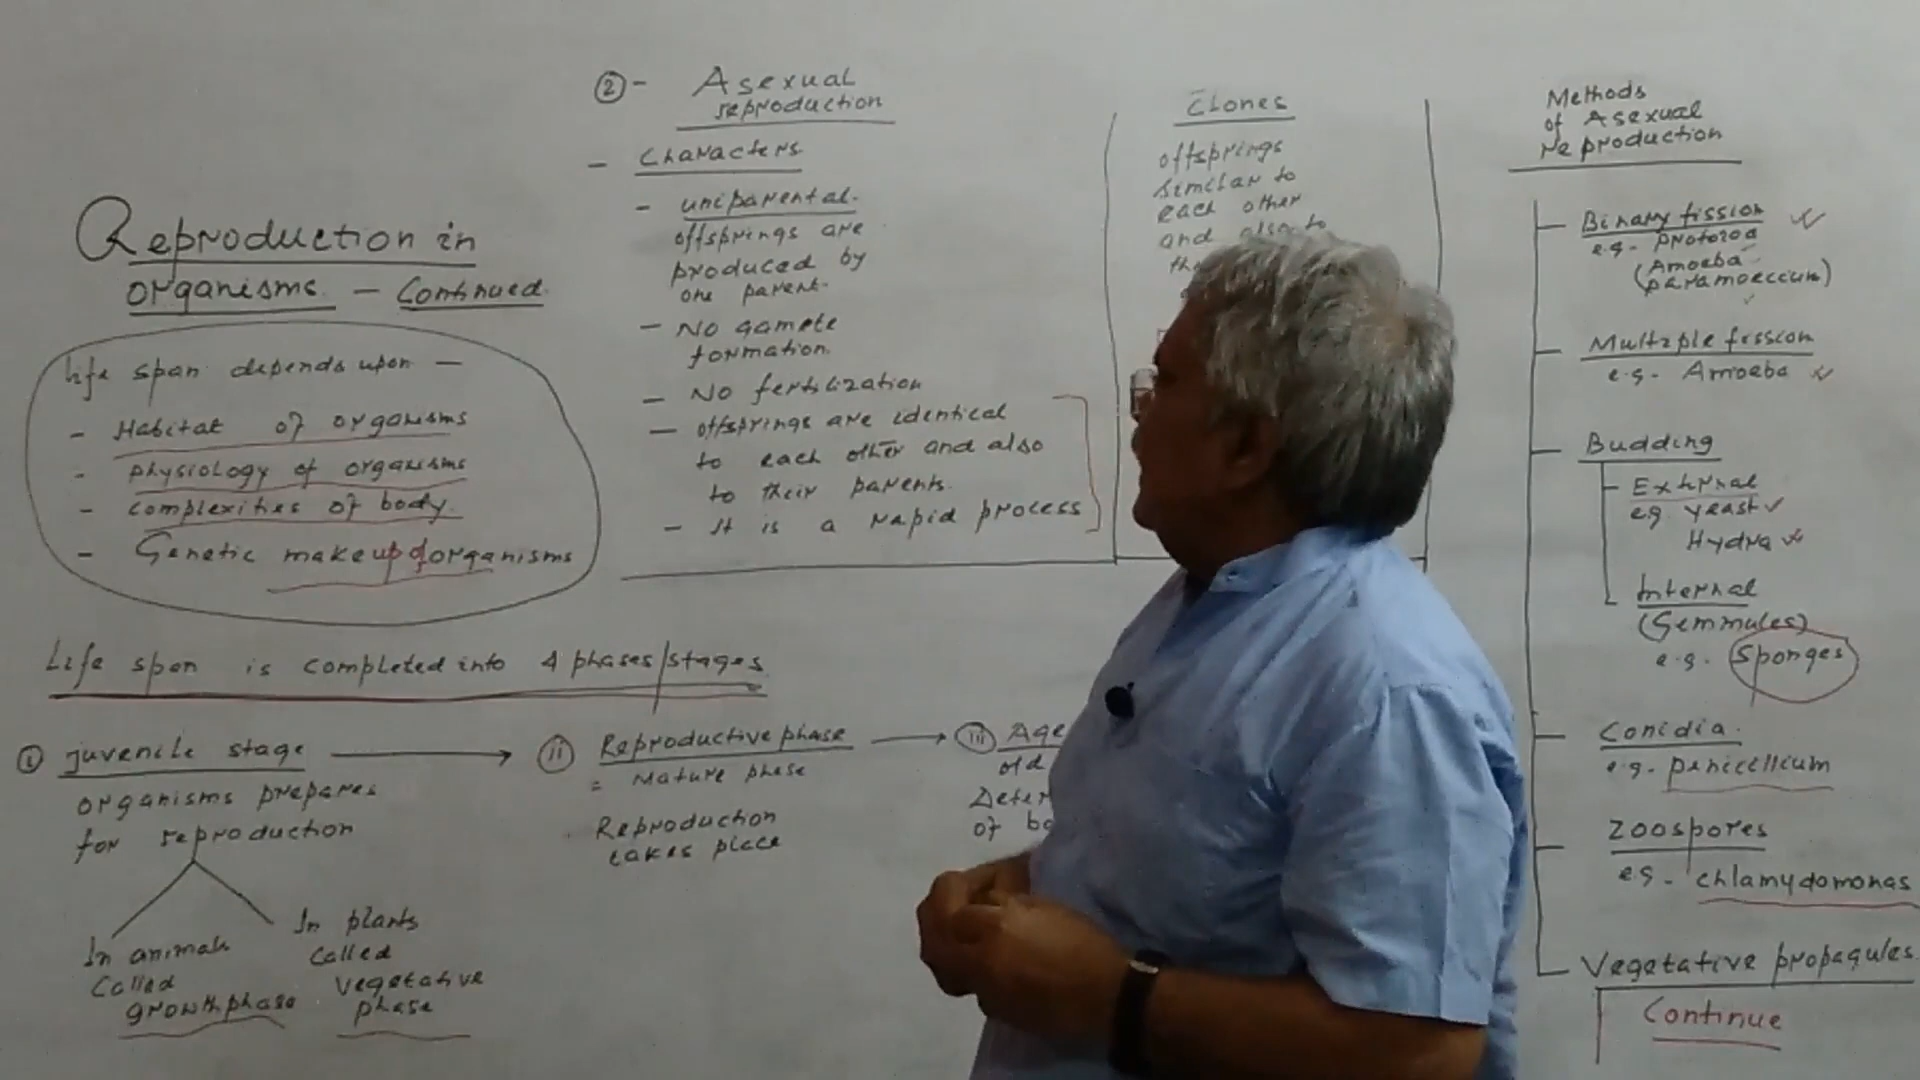 Reproduction in
organisms. - Continued.
life span depends upon -
- Habitat of organisms
- physiology of organisms
- complexities of body.
- Genetic makeup of organisms
Life span is completed into 4 phases/stages
i juvenile stage
organisms prepares
for reproduction
In animals
called
growth phase
In plants
called
vegetative
phase
ii Reproductive phase
= Mature phase
Reproduction
takes place
iii Age
old
Deter
of bo
2 - Asexual
reproduction
- Characters
- uniparental.
offsprings are
produced by
one parent.
- No gamete
formation.
- No fertilization
- offsprings are identical
to each other and also
to their parents.
- It is a rapid process
Clones
offsprings
similar to
each other
and also to
Methods
of Asexual
Reproduction
Binary fission
e.g. - protozoa
(Amoeba
paramoeccium)
Multiple fission
e.g. - Amoeba
Budding
External
e.g. yeast
Hydra
Internal
(Gemmules)
e.g. Sponges
Conidia.
e.g. - penicellium
Zoospores
e.g. - chlamydomonas
Vegetative propagules
Continue